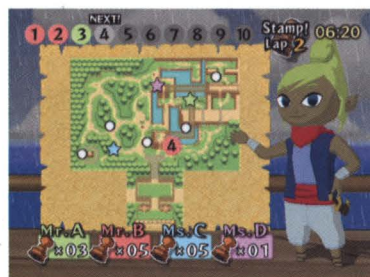 NEXT!
1 2 3 4 5 6 7 8 9 10
Stamp! 06:20
Lap 2
4
Mr.A Mr.B Ms.C Ms.D
×03 ×05 ×05 ×01